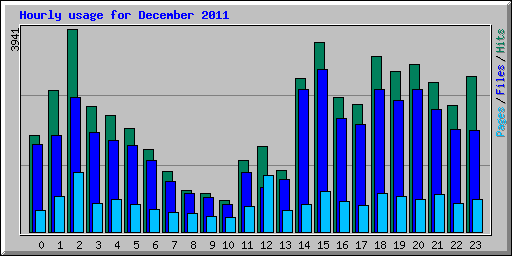 Hourly usage for December 2011
3941
Pages / Files / Hits
0 1 2 3 4 5 6 7 8 9 10 11 12 13 14 15 16 17 18 19 20 21 22 23